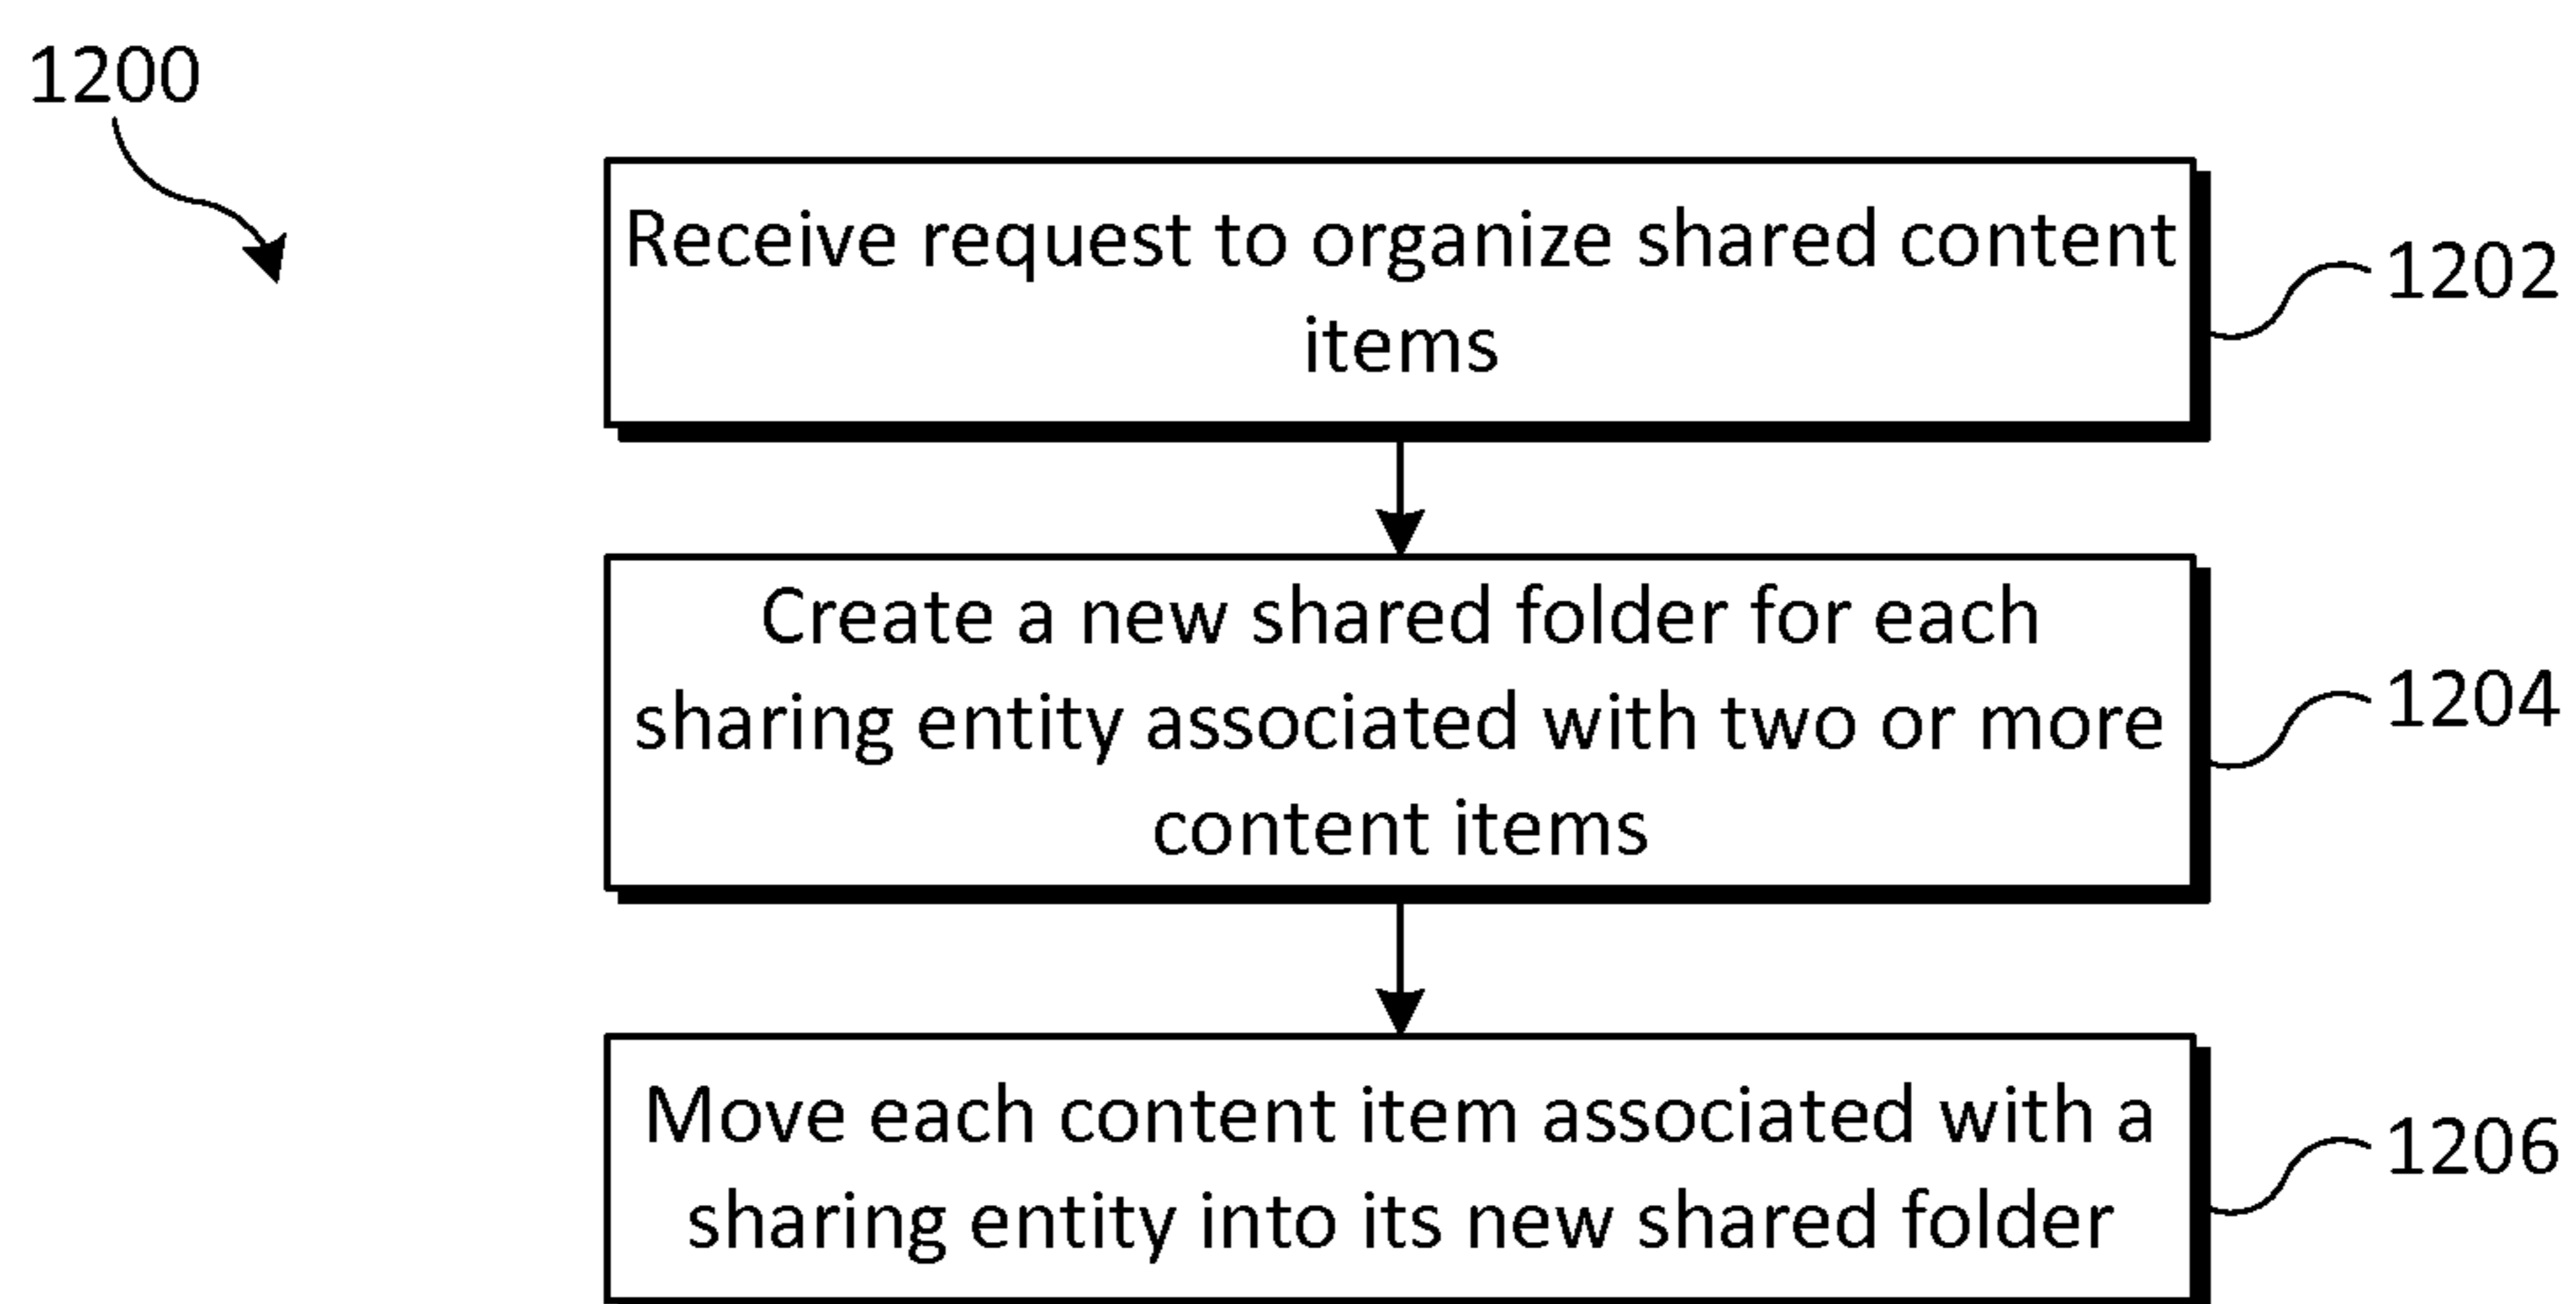 1200
Receive request to organize shared content
items
1202
Create a new shared folder for each
sharing entity associated with two or more
content items
1204
Move each content item associated with a
sharing entity into its new shared folder
1206